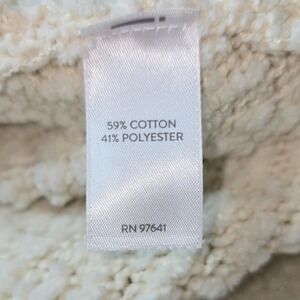 59% COTTON
41% POLYESTER
RN 97641